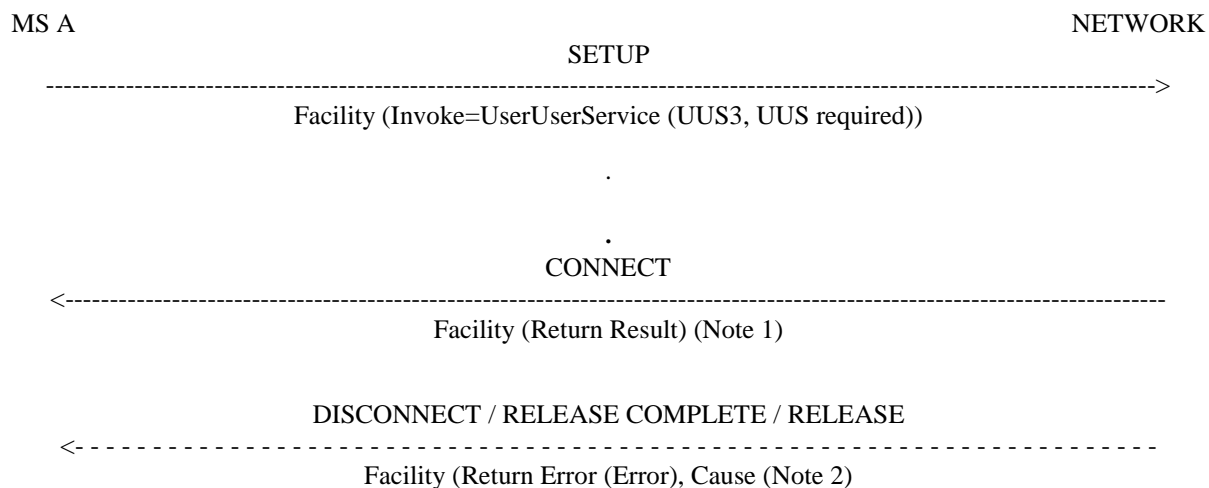 MS A NETWORK
SETUP
------------------------------------------------------------------------------------------------------------------------>
Facility (Invoke=UserUserService (UUS3, UUS required))
.
.
CONNECT
<-----------------------------------------------------------------------------------------------------------------------
Facility (Return Result) (Note 1)
DISCONNECT / RELEASE COMPLETE / RELEASE
<- - - - - - - - - - - - - - - - - - - - - - - - - - - - - - - - - - - - - - - - - - - - - - - - - - - - - - - - - - - -
Facility (Return Error (Error), Cause (Note 2)